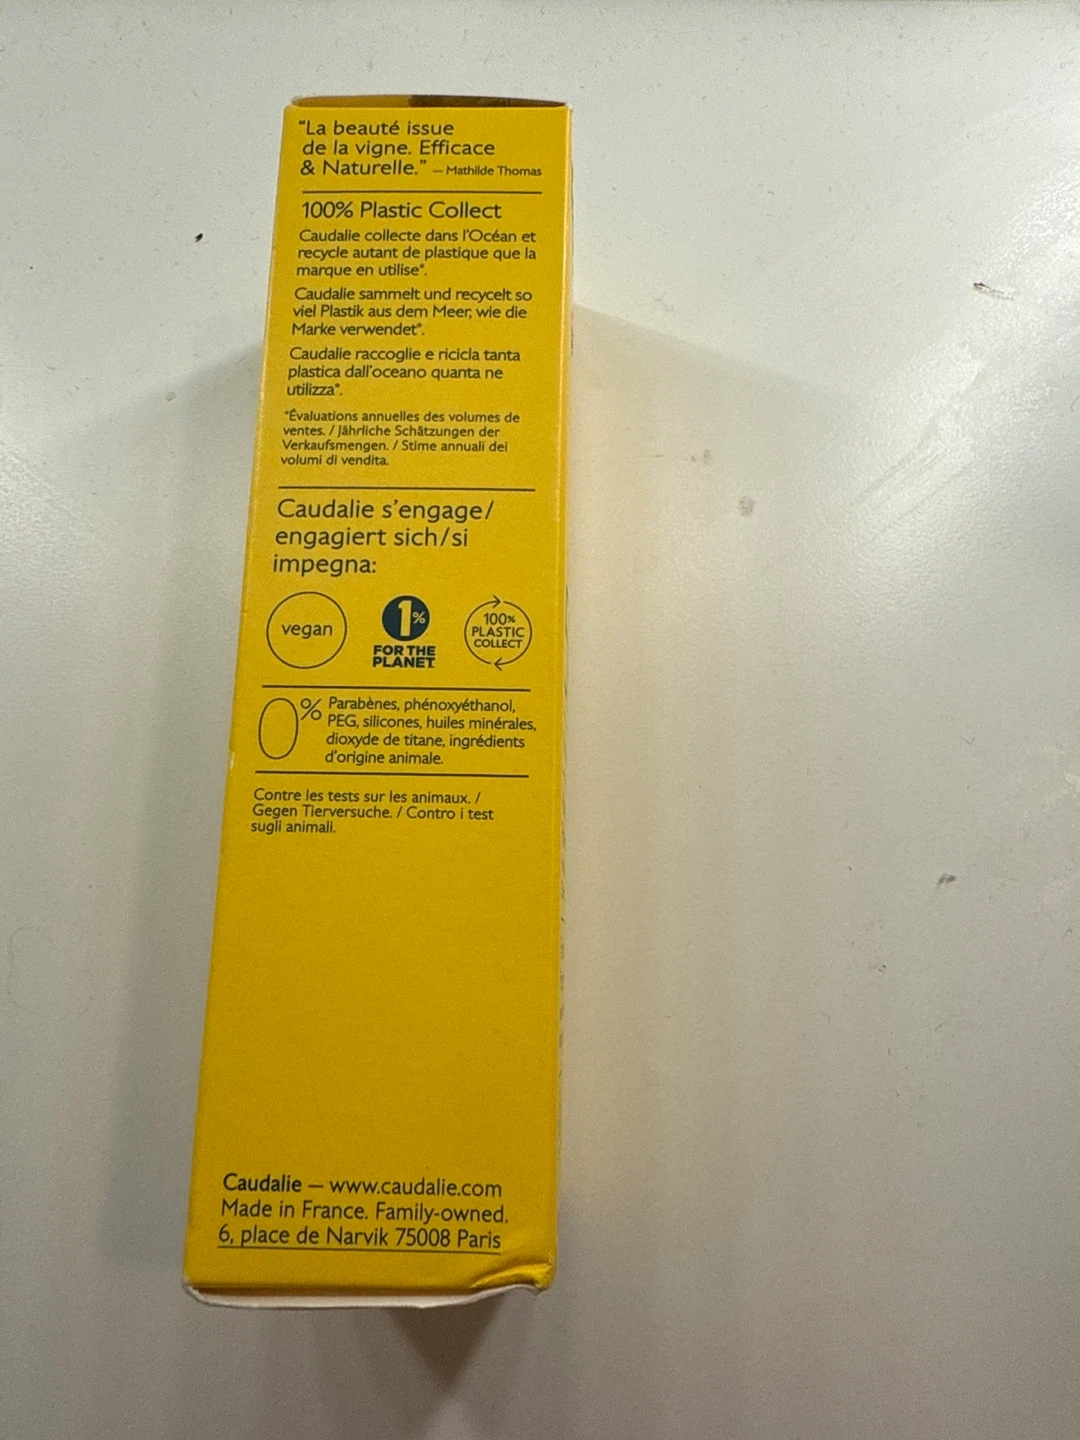 “La beauté issue
de la vigne. Efficace
& Naturelle.” — Mathilde Thomas
100% Plastic Collect
Caudalie collecte dans l'Océan et
recycle autant de plastique que la
marque en utilise*.
Caudalie sammelt und recycelt so
viel Plastik aus dem Meer, wie die
Marke verwendet*.
Caudalie raccoglie e ricicla tanta
plastica dall'oceano quanta ne
utilizza*.
*Évaluations annuelles des volumes de
ventes. / Jährliche Schätzungen der
Verkaufsmengen. / Stime annuali dei
volumi di vendita.
Caudalie s'engage/
engagiert sich/si
impegna:
vegan
1%
FOR THE
PLANET
100%
PLASTIC
COLLECT
0% Parabènes, phénoxyéthanol,
PEG, silicones, huiles minérales,
dioxyde de titane, ingrédients
d'origine animale.
Contre les tests sur les animaux. /
Gegen Tierversuche. / Contro i test
sugli animali.
Caudalie — www.caudalie.com
Made in France. Family-owned.
6, place de Narvik 75008 Paris